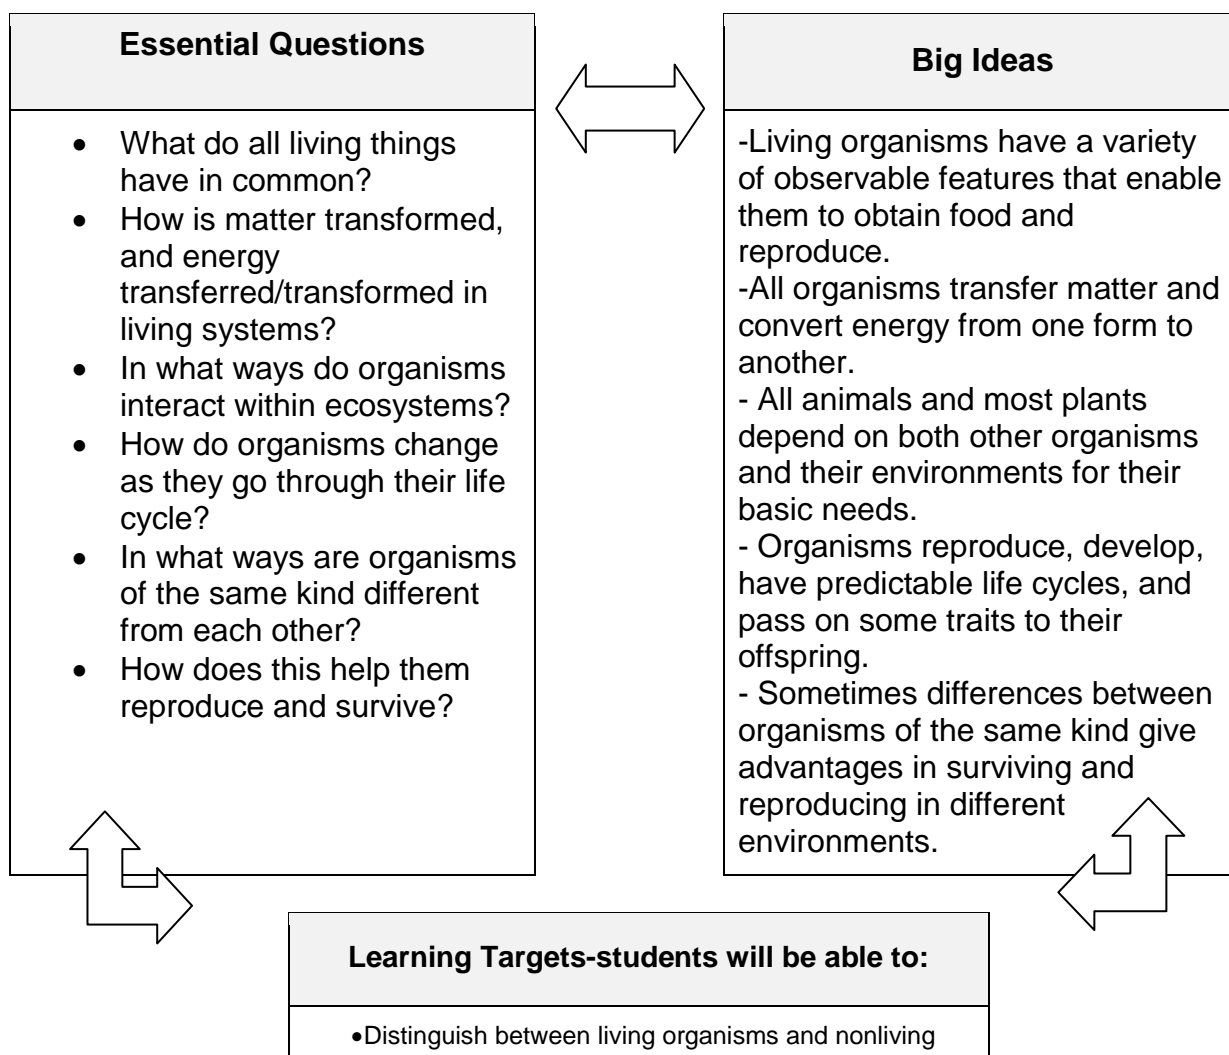 Essential Questions
• What do all living things
have in common?
• How is matter transformed,
and energy
transferred/transformed in
living systems?
• In what ways do organisms
interact within ecosystems?
• How do organisms change
as they go through their life
cycle?
• In what ways are organisms
of the same kind different
from each other?
• How does this help them
reproduce and survive?
Big Ideas
-Living organisms have a variety
of observable features that enable
them to obtain food and
reproduce.
-All organisms transfer matter and
convert energy from one form to
another.
- All animals and most plants
depend on both other organisms
and their environments for their
basic needs.
- Organisms reproduce, develop,
have predictable life cycles, and
pass on some traits to their
offspring.
- Sometimes differences between
organisms of the same kind give
advantages in surviving and
reproducing in different
environments.
Learning Targets-students will be able to:
•Distinguish between living organisms and nonliving